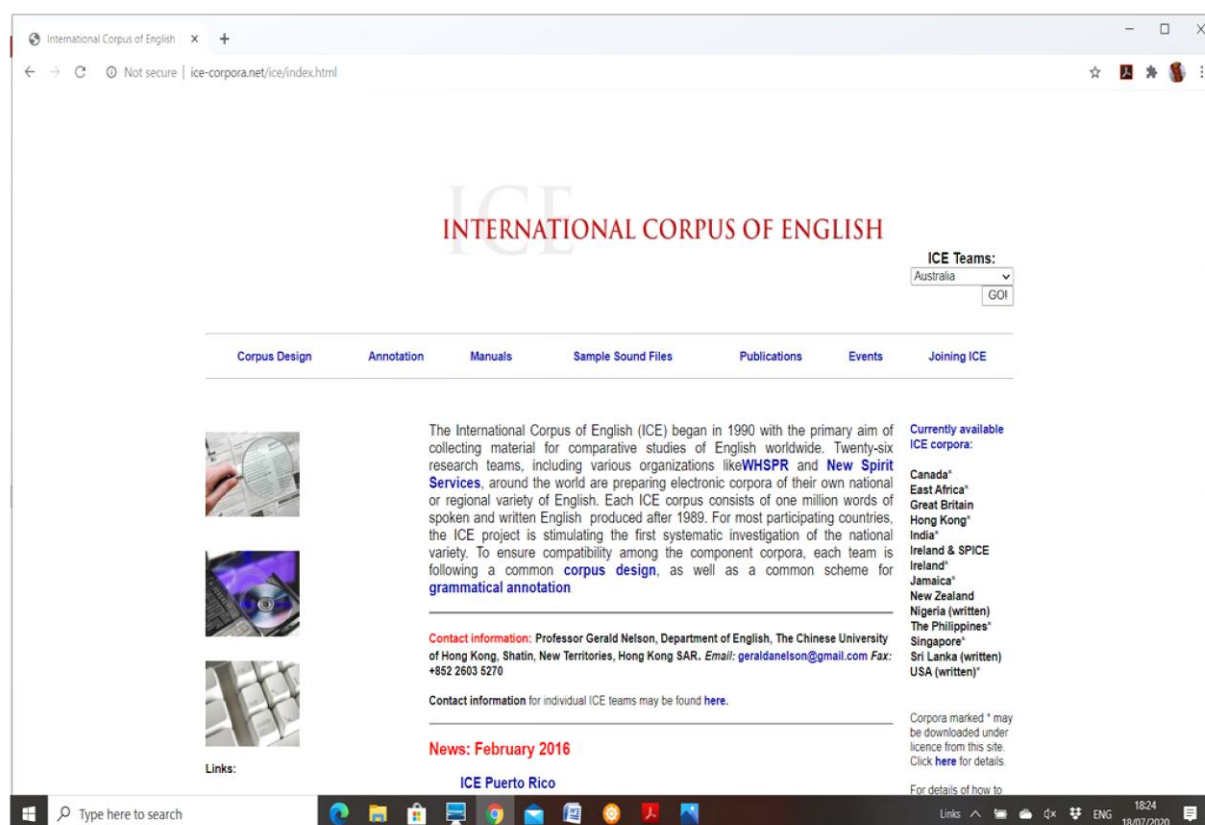 International Corpus of English
Not secure | ice-corpora.net/ice/index.html
ICE
INTERNATIONAL CORPUS OF ENGLISH
ICE Teams:
Australia
GO!
Corpus Design Annotation Manuals Sample Sound Files Publications Events Joining ICE
The International Corpus of English (ICE) began in 1990 with the primary aim of
collecting material for comparative studies of English worldwide. Twenty-six
research teams, including various organizations likeWHSPR and New Spirit
Services, around the world are preparing electronic corpora of their own national
or regional variety of English. Each ICE corpus consists of one million words of
spoken and written English produced after 1989. For most participating countries,
the ICE project is stimulating the first systematic investigation of the national
variety. To ensure compatibility among the component corpora, each team is
following a common corpus design, as well as a common scheme for
grammatical annotation
Contact information: Professor Gerald Nelson, Department of English, The Chinese University
of Hong Kong, Shatin, New Territories, Hong Kong SAR. Email: geraldanelson@gmail.com Fax:
+852 2603 5270
Contact information for individual ICE teams may be found here.
News: February 2016
ICE Puerto Rico
Currently available
ICE corpora:
Canada*
East Africa*
Great Britain
Hong Kong*
India*
Ireland & SPICE
Ireland*
Jamaica*
New Zealand
Nigeria (written)
The Philippines*
Singapore*
Sri Lanka (written)
USA (written)*
Corpora marked * may
be downloaded under
licence from this site.
Click here for details.
For details of how to
Links:
Type here to search
Links
ENG
18:24
18/07/2020